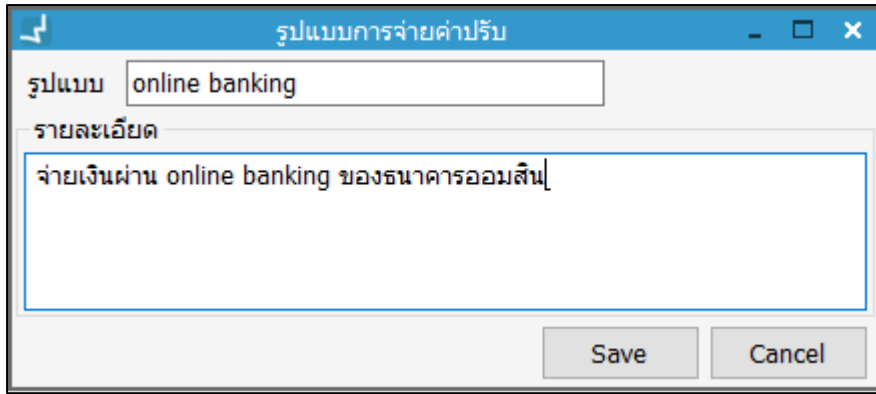 รูปแบบการจ่ายค่าปรับ
รูปแบบ online banking
รายละเอียด
จ่ายเงินผ่าน online banking ของธนาคารออมสิน
Save Cancel